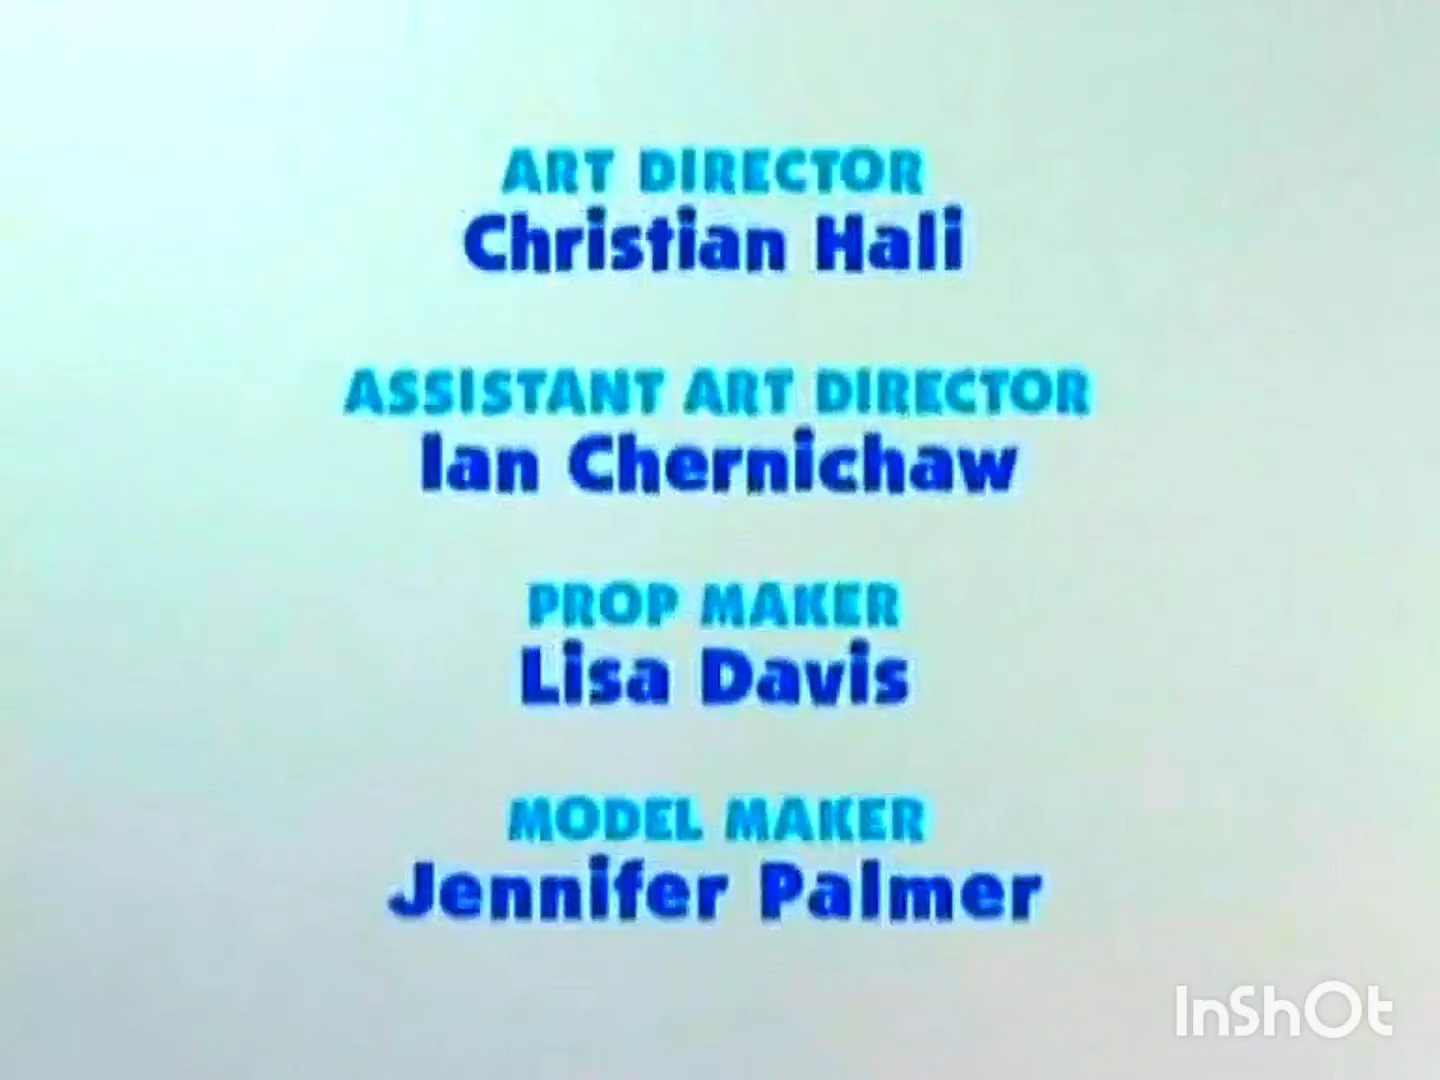 ART DIRECTOR
Christian Hali
ASSISTANT ART DIRECTOR
Ian Chernichaw
PROP MAKER
Lisa Davis
MODEL MAKER
Jennifer Palmer
InShOt